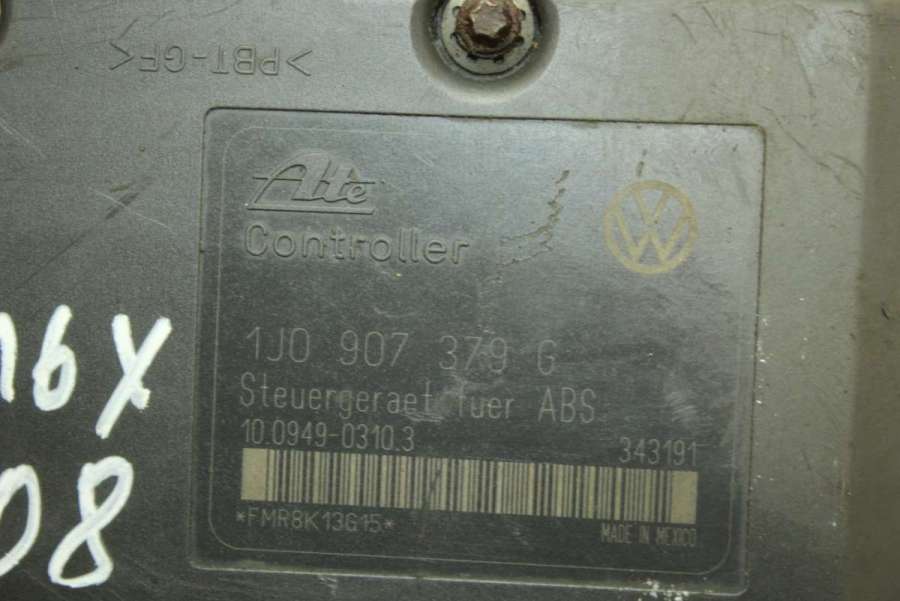 >PBT-GF<
Ate
Controller
1J0 907 379 G
Steuergeraet fuer ABS
10.0949-0310.3 343191
*FMR8K13G15*
MADE IN MEXICO
16X
08